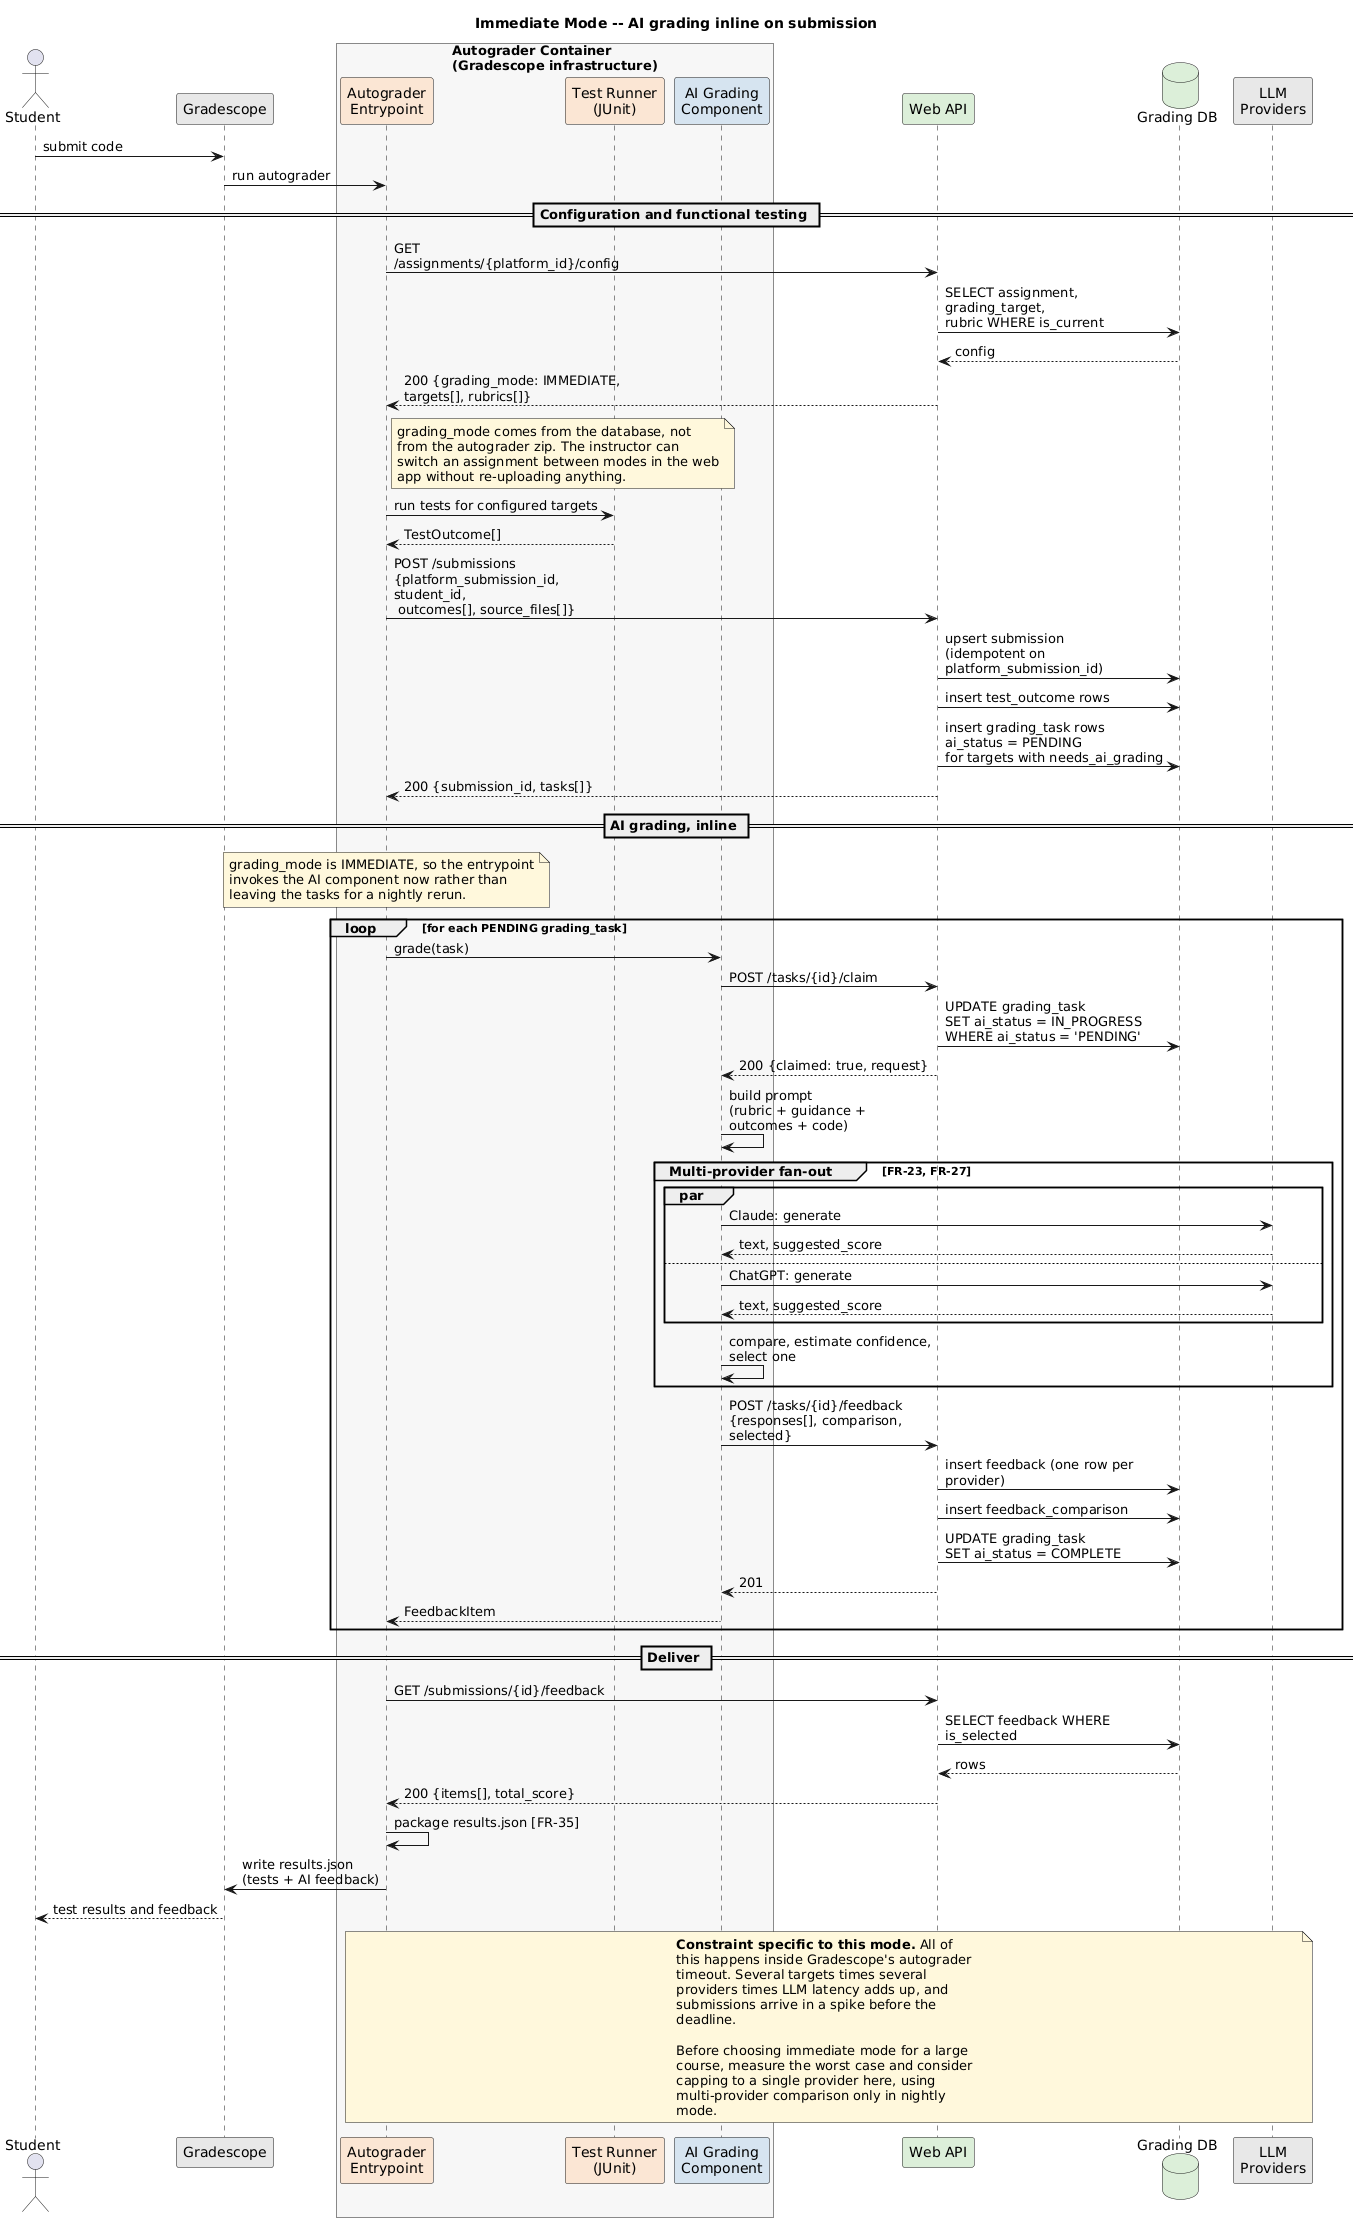 Immediate Mode -- AI grading inline on submission
Autograder Container
(Gradescope infrastructure)
Student
Gradescope
Autograder
Entrypoint
Test Runner
(JUnit)
AI Grading
Component
Web API
Grading DB
LLM
Providers
submit code
run autograder
Configuration and functional testing
GET
/assignments/{platform_id}/config
SELECT assignment,
grading_target,
rubric WHERE is_current
config
200 {grading_mode: IMMEDIATE,
targets[], rubrics[]}
grading_mode comes from the database, not
from the autograder zip. The instructor can
switch an assignment between modes in the web
app without re-uploading anything.
run tests for configured targets
TestOutcome[]
POST /submissions
{platform_submission_id,
student_id,
outcomes[], source_files[]}
upsert submission
(idempotent on
platform_submission_id)
insert test_outcome rows
insert grading_task rows
ai_status = PENDING
for targets with needs_ai_grading
200 {submission_id, tasks[]}
AI grading, inline
grading_mode is IMMEDIATE, so the entrypoint
invokes the AI component now rather than
leaving the tasks for a nightly rerun.
loop [for each PENDING grading_task]
grade(task)
POST /tasks/{id}/claim
UPDATE grading_task
SET ai_status = IN_PROGRESS
WHERE ai_status = 'PENDING'
200 {claimed: true, request}
build prompt
(rubric + guidance +
outcomes + code)
Multi-provider fan-out [FR-23, FR-27]
par
Claude: generate
text, suggested_score
ChatGPT: generate
text, suggested_score
compare, estimate confidence,
select one
POST /tasks/{id}/feedback
{responses[], comparison,
selected}
insert feedback (one row per
provider)
insert feedback_comparison
UPDATE grading_task
SET ai_status = COMPLETE
201
FeedbackItem
Deliver
GET /submissions/{id}/feedback
SELECT feedback WHERE
is_selected
rows
200 {items[], total_score}
package results.json [FR-35]
write results.json
(tests + AI feedback)
test results and feedback
Constraint specific to this mode. All of
this happens inside Gradescope's autograder
timeout. Several targets times several
providers times LLM latency adds up, and
submissions arrive in a spike before the
deadline.
Before choosing immediate mode for a large
course, measure the worst case and consider
capping to a single provider here, using
multi-provider comparison only in nightly
mode.
Student
Gradescope
Autograder
Entrypoint
Test Runner
(JUnit)
AI Grading
Component
Web API
Grading DB
LLM
Providers